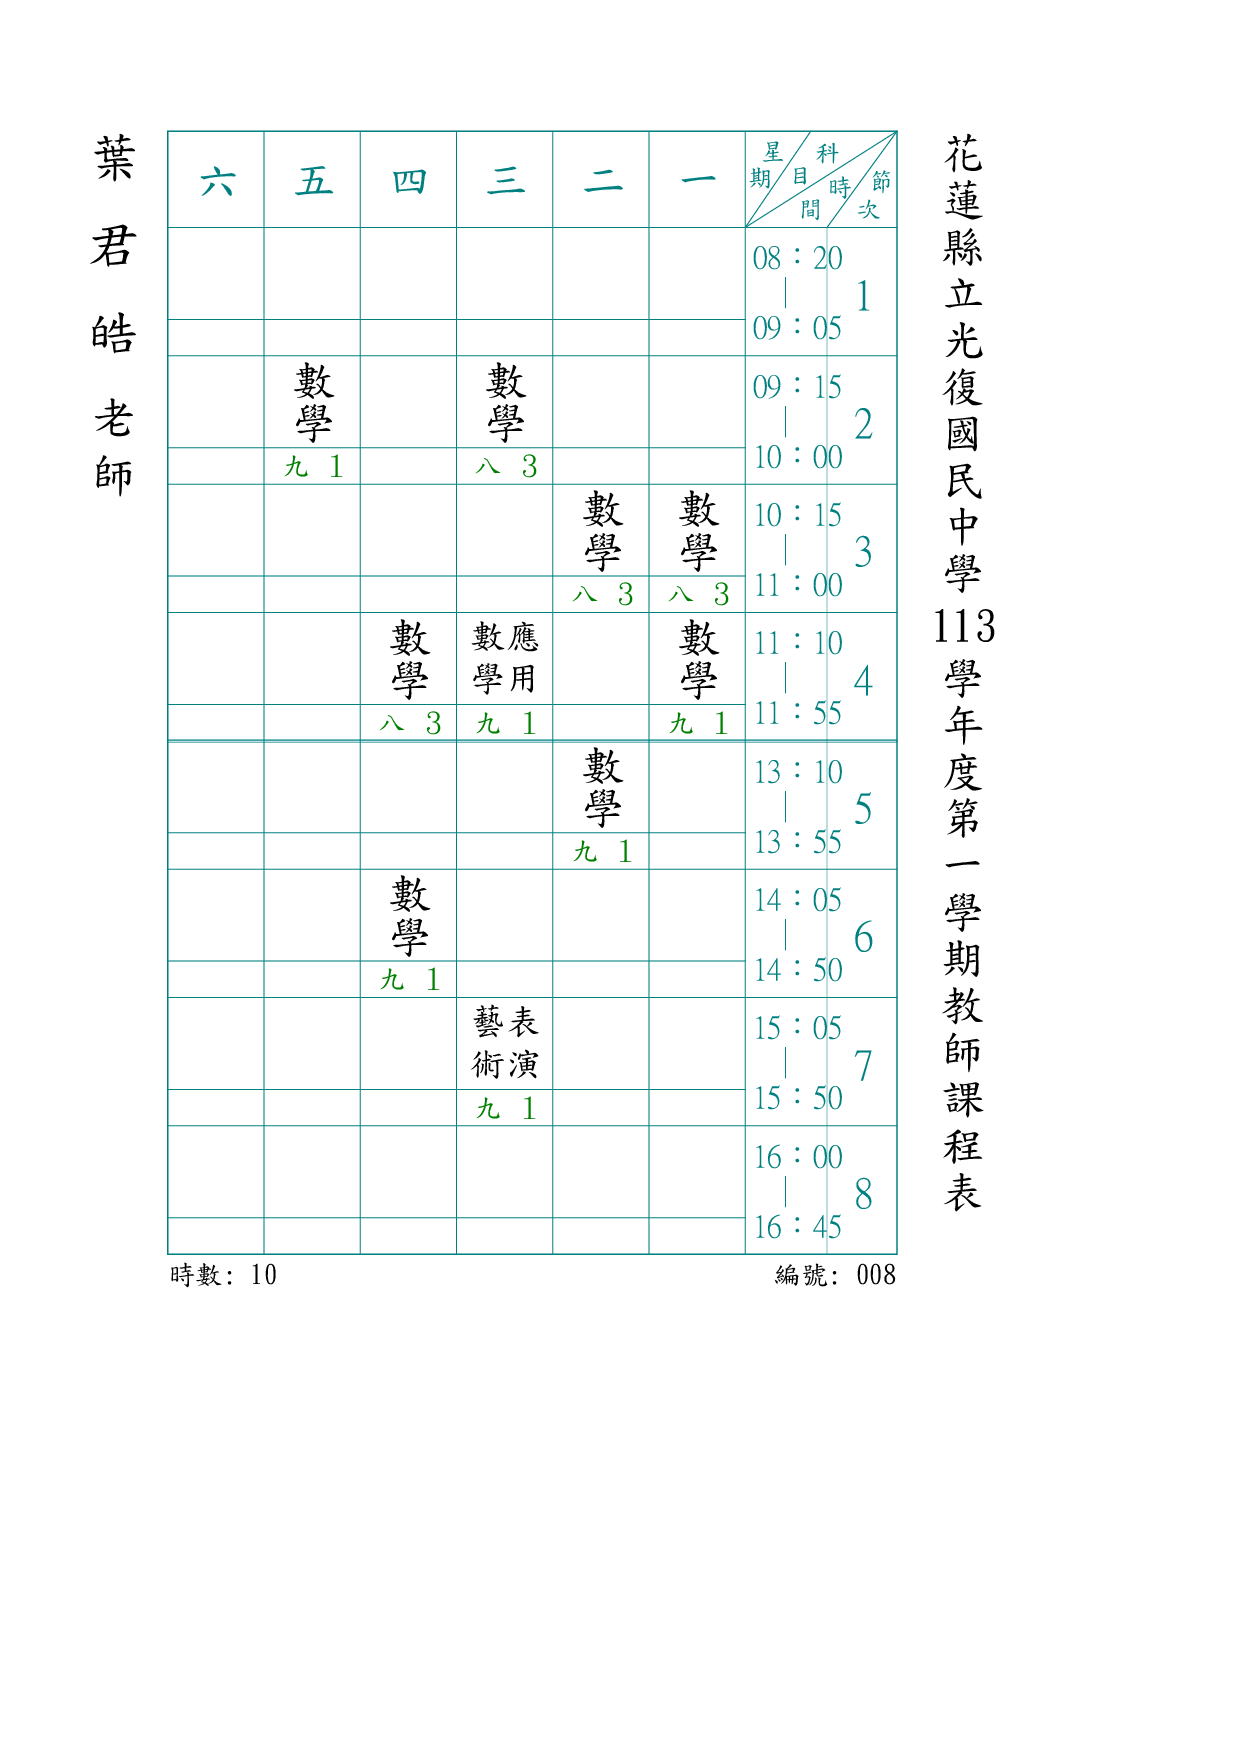 花蓮縣立光復國民中學113學年度第一學期教師課程表
星期 科目 時間 節次
一 二 三 四 五 六
08：20｜09：05 1
09：15｜10：00 2
數學 八 3
數學 九 1
10：15｜11：00 3
數學 八 3
數學 八 3
11：10｜11：55 4
數學 九 1
應用數學 九 1
數學 八 3
13：10｜13：55 5
數學 九 1
14：05｜14：50 6
數學 九 1
15：05｜15：50 7
表演藝術 九 1
16：00｜16：45 8
葉君皓老師
時數: 10
編號: 008